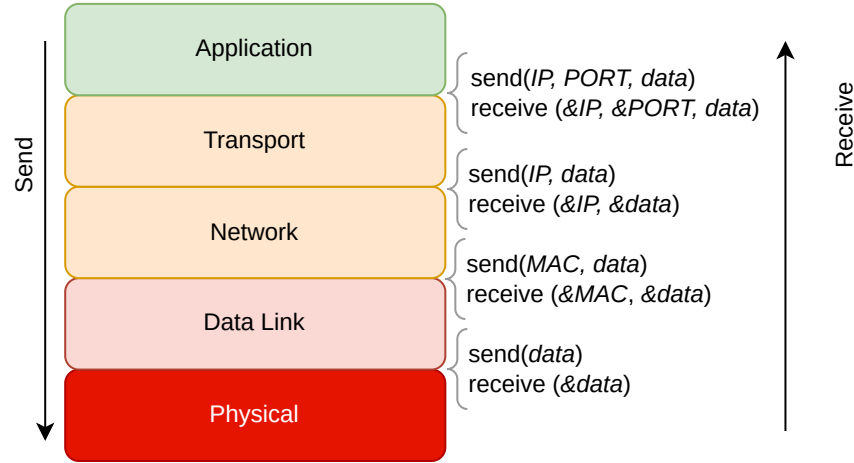 Application
send(IP, PORT, data)
receive (&IP, &PORT, data)
Transport
send(IP, data)
receive (&IP, &data)
Network
send(MAC, data)
receive (&MAC, &data)
Data Link
send(data)
receive (&data)
Physical
Send
Receive